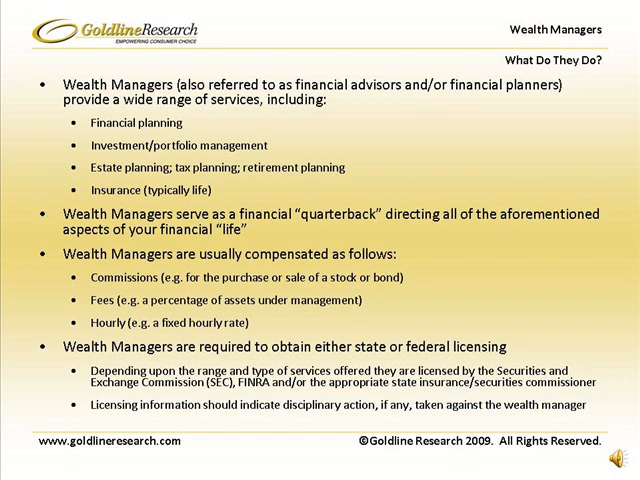 GoldlineResearch
EMPOWERING CONSUMER CHOICE
Wealth Managers
What Do They Do?
• Wealth Managers (also referred to as financial advisors and/or financial planners)
provide a wide range of services, including:
• Financial planning
• Investment/portfolio management
• Estate planning; tax planning; retirement planning
• Insurance (typically life)
• Wealth Managers serve as a financial “quarterback” directing all of the aforementioned
aspects of your financial “life”
• Wealth Managers are usually compensated as follows:
• Commissions (e.g. for the purchase or sale of a stock or bond)
• Fees (e.g. a percentage of assets under management)
• Hourly (e.g. a fixed hourly rate)
• Wealth Managers are required to obtain either state or federal licensing
• Depending upon the range and type of services offered they are licensed by the Securities and
Exchange Commission (SEC), FINRA and/or the appropriate state insurance/securities commissioner
• Licensing information should indicate disciplinary action, if any, taken against the wealth manager
www.goldlineresearch.com
©Goldline Research 2009. All Rights Reserved.